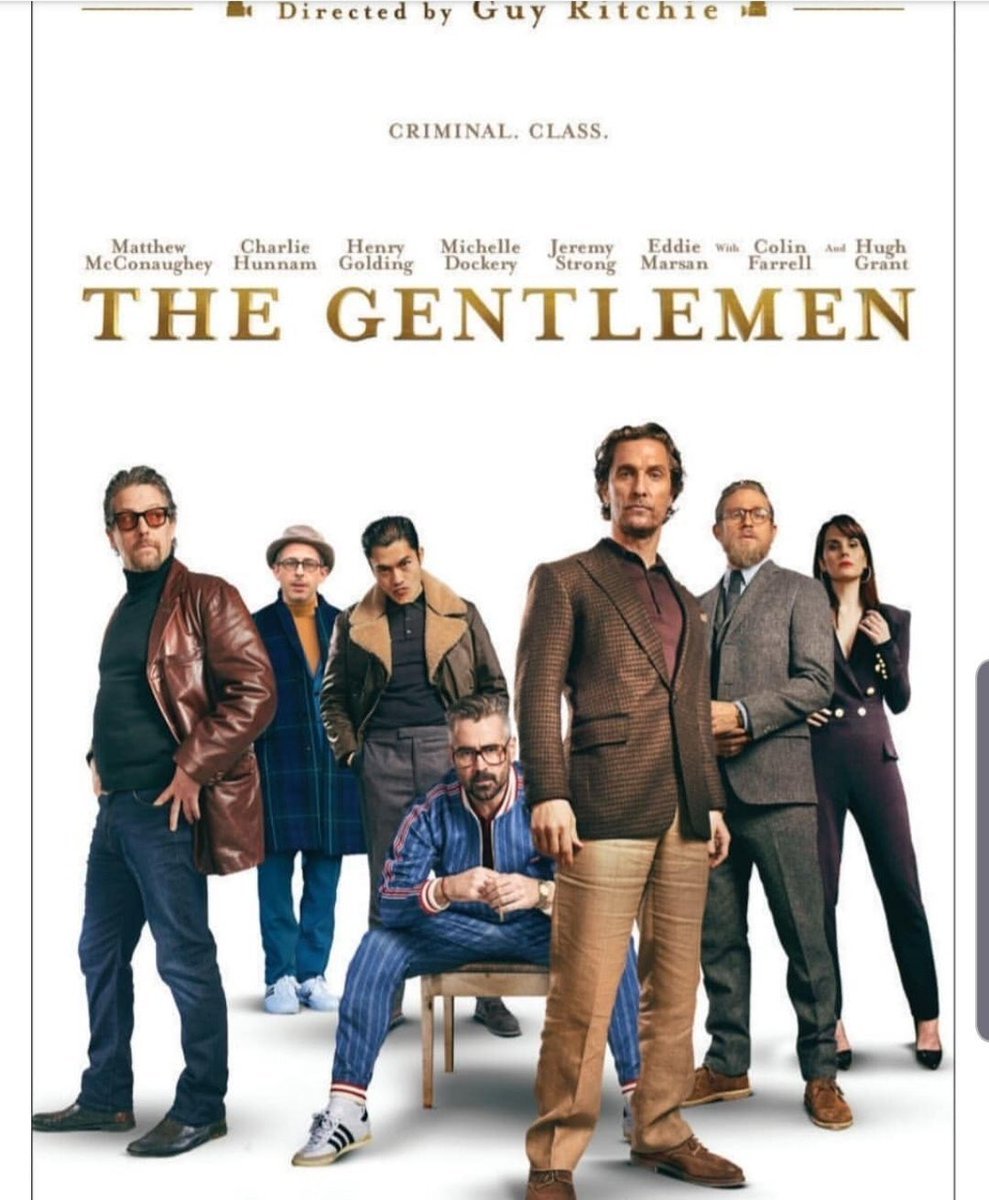 Directed by Guy Ritchie
CRIMINAL. CLASS.
Matthew McConaughey Charlie Hunnam Henry Golding Michelle Dockery Jeremy Strong Eddie Marsan With Colin Farrell And Hugh Grant
THE GENTLEMEN